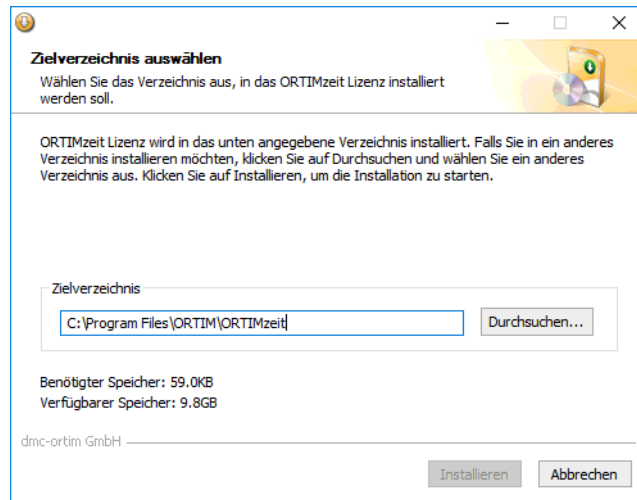 Zielverzeichnis auswählen
Wählen Sie das Verzeichnis aus, in das ORTIMzeit Lizenz installiert
werden soll.
ORTIMzeit Lizenz wird in das unten angegebene Verzeichnis installiert. Falls Sie in ein anderes
Verzeichnis installieren möchten, klicken Sie auf Durchsuchen und wählen Sie ein anderes
Verzeichnis aus. Klicken Sie auf Installieren, um die Installation zu starten.
Zielverzeichnis
C:\Program Files\ORTIM\ORTIMzeit
Durchsuchen...
Benötigter Speicher: 59.0KB
Verfügbarer Speicher: 9.8GB
dmc-ortim GmbH
Installieren
Abbrechen